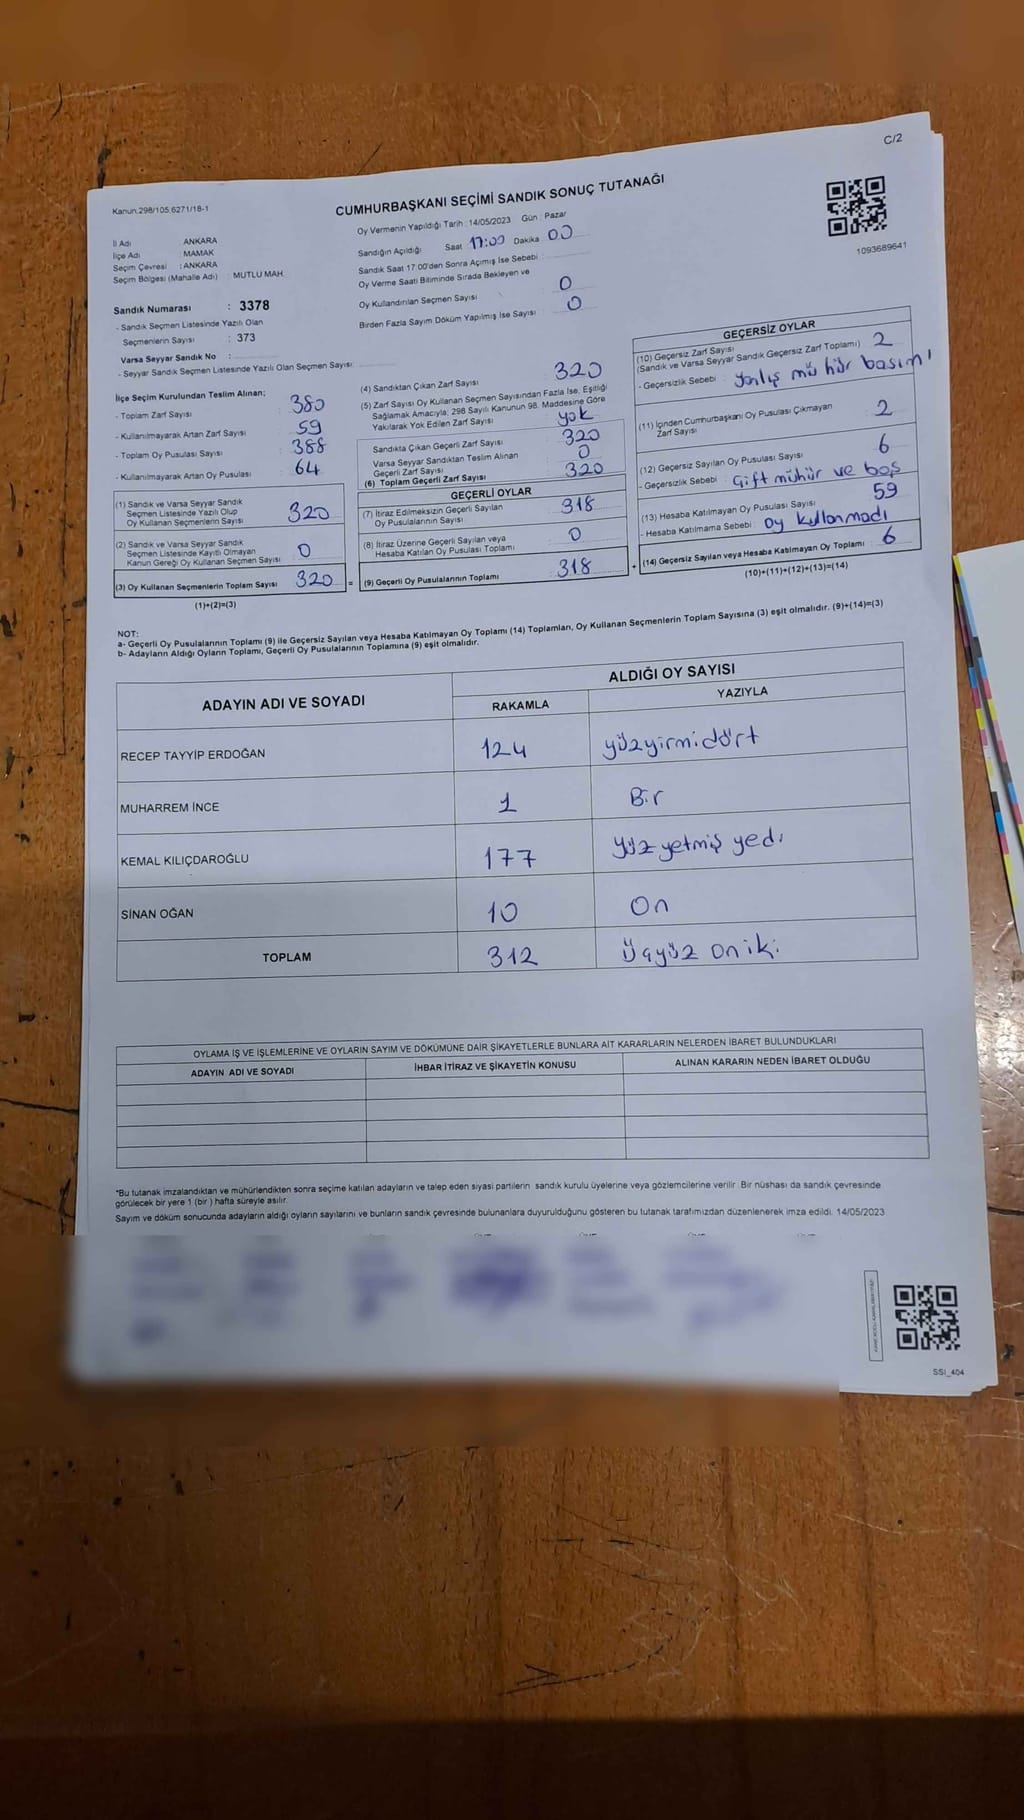 C/2
Kanun:298/105,6271/18-1
CUMHURBAŞKANI SEÇİMİ SANDIK SONUÇ TUTANAĞI
1093689641
İl Adı : ANKARA
İlçe Adı : MAMAK
Seçim Çevresi : ANKARA
Seçim Bölgesi (Mahalle Adı) : MUTLU MAH.
Oy Vermenin Yapıldığı Tarih : 14/05/2023 Gün : Pazar
Sandığın Açıldığı Saat 17:00 Dakika 00
Sandık Saat 17:00'den Sonra Açımış İse Sebebi :
Oy Verme Saati Bitiminde Sırada Bekleyen ve
Oy Kullandırılan Seçmen Sayısı 0
Birden Fazla Sayım Döküm Yapılmış İse Sayısı : 0
Sandık Numarası : 3378
- Sandık Seçmen Listesinde Yazılı Olan
Seçmenlerin Sayısı : 373
Varsa Seyyar Sandık No :
- Seyyar Sandık Seçmen Listesinde Yazılı Olan Seçmen Sayısı:
İlçe Seçim Kurulundan Teslim Alınan;
- Toplam Zarf Sayısı 380
- Kullanılmayarak Artan Zarf Sayısı 59
- Toplam Oy Pusulası Sayısı 388
- Kullanılmayarak Artan Oy Pusulası 64
(1) Sandık ve Varsa Seyyar Sandık
Seçmen Listesinde Yazılı Olup
Oy Kullanan Seçmenlerin Sayısı 320
(2) Sandık ve Varsa Seyyar Sandık
Seçmen Listesinde Kayıtlı Olmayan
Kanun Gereği Oy Kullanan Seçmen Sayısı 0
(3) Oy Kullanan Seçmenlerin Toplam Sayısı 320 =
(1)+(2)=(3)
(4) Sandıktan Çıkan Zarf Sayısı 320
(5) Zarf Sayısı Oy Kullanan Seçmen Sayısından Fazla İse, Eşitliği
Sağlamak Amacıyla; 298 Sayılı Kanunun 98. Maddesine Göre
Yakılarak Yok Edilen Zarf Sayısı yok
Sandıkta Çıkan Geçerli Zarf Sayısı 320
Varsa Seyyar Sandıktan Teslim Alınan
Geçerli Zarf Sayısı 0
(6) Toplam Geçerli Zarf Sayısı 320
GEÇERLİ OYLAR
(7) İtiraz Edilmeksizin Geçerli Sayılan
Oy Pusulalarının Sayısı 318
(8) İtiraz Üzerine Geçerli Sayılan veya
Hesaba Katılan Oy Pusulası Toplamı 0
(9) Geçerli Oy Pusulalarının Toplamı 318 +
GEÇERSİZ OYLAR
(10) Geçersiz Zarf Sayısı
(Sandık ve Varsa Seyyar Sandık Geçersiz Zarf Toplamı) 2
- Geçersizlik Sebebi : yanlış mühür basımı
(11) İçinden Cumhurbaşkanı Oy Pusulası Çıkmayan
Zarf Sayısı 2
(12) Geçersiz Sayılan Oy Pusulası Sayısı 6
- Geçersizlik Sebebi : Çift mühür ve boş
(13) Hesaba Katılmayan Oy Pusulası Sayısı 59
- Hesaba Katılmama Sebebi : oy kullanmadı
(14) Geçersiz Sayılan veya Hesaba Katılmayan Oy Toplamı 6
(10)+(11)+(12)+(13)=(14)
NOT:
a- Geçerli Oy Pusulalarının Toplamı (9) ile Geçersiz Sayılan veya Hesaba Katılmayan Oy Toplamı (14) Toplamları, Oy Kullanan Seçmenlerin Toplam Sayısına (3) eşit olmalıdır. (9)+(14)=(3)
b- Adayların Aldığı Oyların Toplamı, Geçerli Oy Pusulalarının Toplamına (9) eşit olmalıdır.
ADAYIN ADI VE SOYADI
ALDIĞI OY SAYISI
RAKAMLA YAZIYLA
RECEP TAYYİP ERDOĞAN 124 yüzyirmidört
MUHARREM İNCE 1 Bir
KEMAL KILIÇDAROĞLU 177 Yüz yetmiş yedi
SİNAN OĞAN 10 On
TOPLAM 312 Üçyüz oniki
OYLAMA İŞ VE İŞLEMLERİNE VE OYLARIN SAYIM VE DÖKÜMÜNE DAİR ŞİKAYETLERLE BUNLARA AİT KARARLARIN NELERDEN İBARET BULUNDUKLARI
ADAYIN ADI VE SOYADI İHBAR İTİRAZ VE ŞİKAYETİN KONUSU ALINAN KARARIN NEDEN İBARET OLDUĞU
*Bu tutanak imzalandıktan ve mühürlendikten sonra seçime katılan adayların ve talep eden siyasi partilerin sandık kurulu üyelerine veya gözlemcilerine verilir. Bir nüshası da sandık çevresinde
görülecek bir yere 1 (bir) hafta süreyle asılır.
Sayım ve döküm sonucunda adayların aldığı oyların sayılarını ve bunların sandık çevresinde bulunanlara duyurulduğunu gösteren bu tutanak tarafımızdan düzenlenerek imza edildi. 14/05/2023
SSI_404